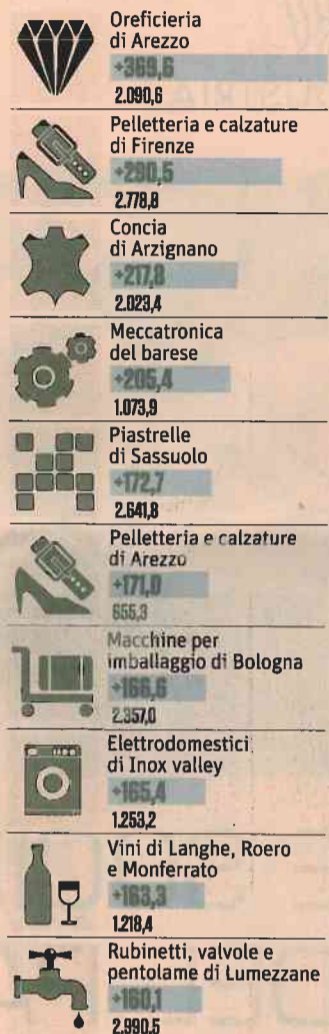 Oreficieria
di Arezzo
+369,6
2.090,6
Pelletteria e calzature
di Firenze
+290,5
2.778,8
Concia
di Arzignano
+217,8
2.023,4
Meccatronica
del barese
+205,4
1.073,9
Piastrelle
di Sassuolo
+172,7
2.641,8
Pelletteria e calzature
di Arezzo
+171,0
655,3
Macchine per
imballaggio di Bologna
+166,6
2.357,0
Elettrodomestici
di Inox valley
+165,4
1.253,2
Vini di Langhe, Roero
e Monferrato
+163,3
1.218,4
Rubinetti, valvole e
pentolame di Lumezzane
+160,1
2.990,5